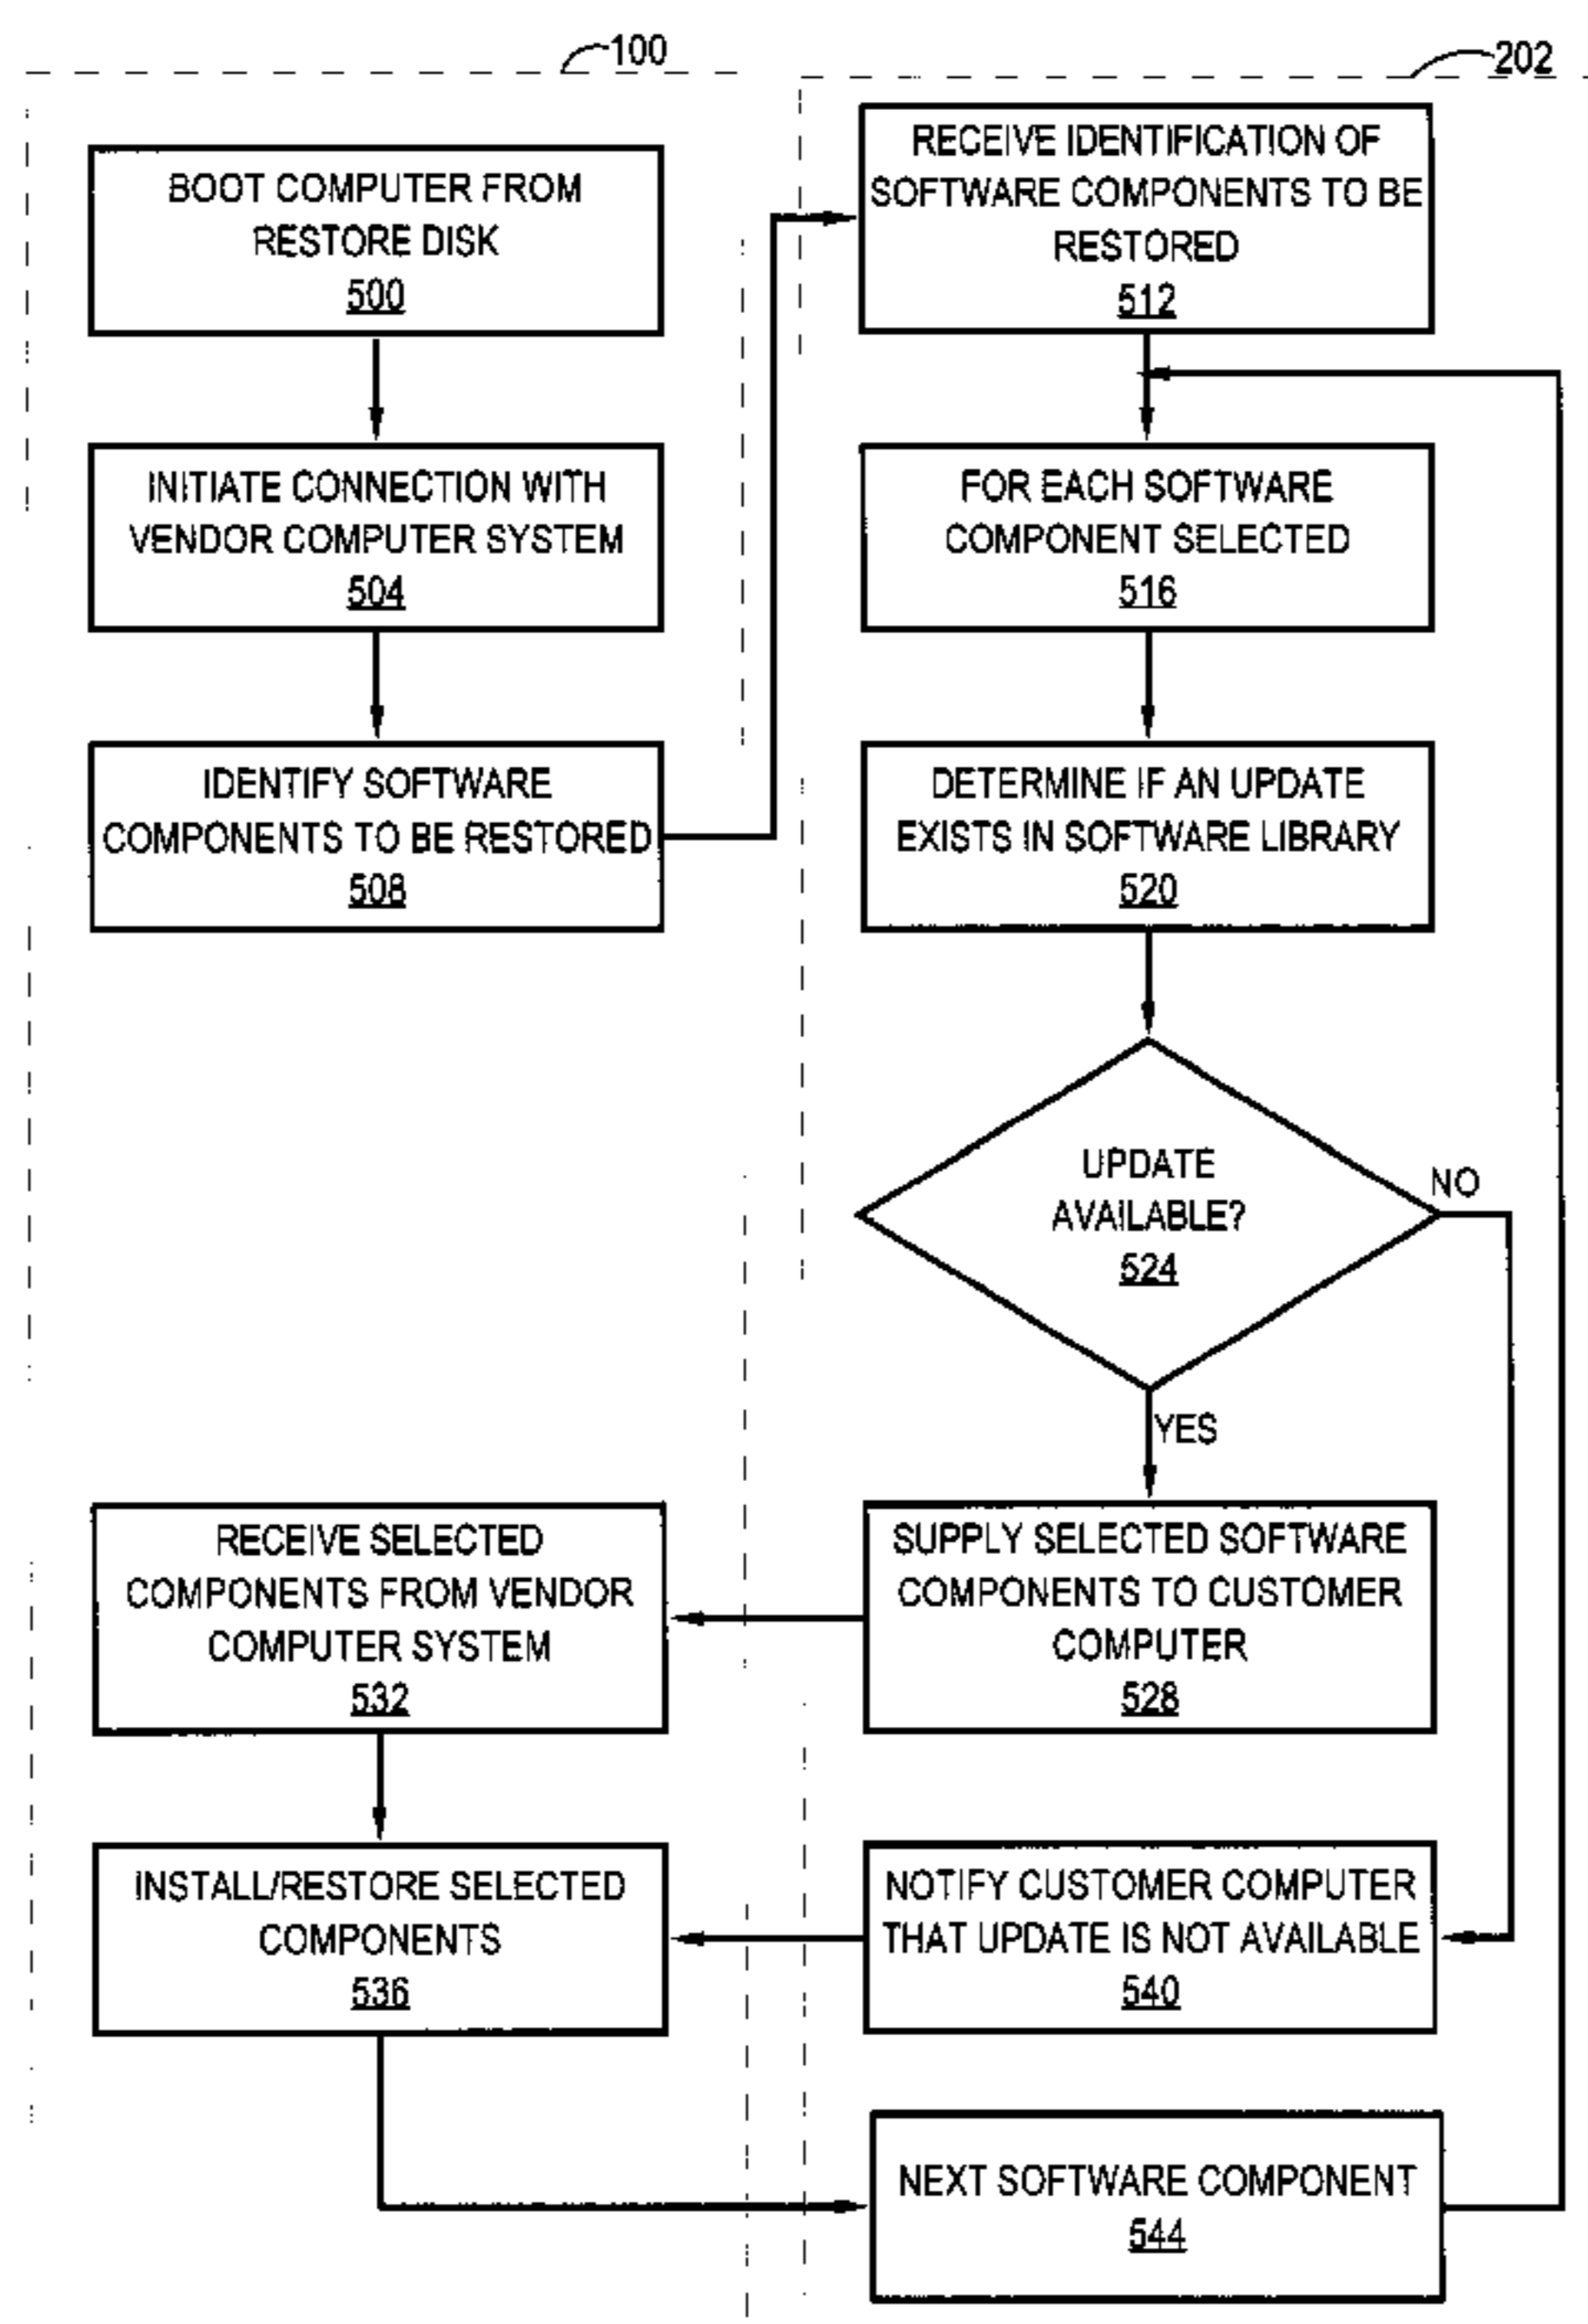 100
202
BOOT COMPUTER FROM
RESTORE DISK
500
INITIATE CONNECTION WITH
VENDOR COMPUTER SYSTEM
504
IDENTIFY SOFTWARE
COMPONENTS TO BE RESTORED
508
RECEIVE IDENTIFICATION OF
SOFTWARE COMPONENTS TO BE
RESTORED
512
FOR EACH SOFTWARE
COMPONENT SELECTED
516
DETERMINE IF AN UPDATE
EXISTS IN SOFTWARE LIBRARY
520
UPDATE
AVAILABLE?
524
NO
YES
SUPPLY SELECTED SOFTWARE
COMPONENTS TO CUSTOMER
COMPUTER
528
RECEIVE SELECTED
COMPONENTS FROM VENDOR
COMPUTER SYSTEM
532
INSTALL/RESTORE SELECTED
COMPONENTS
536
NOTIFY CUSTOMER COMPUTER
THAT UPDATE IS NOT AVAILABLE
540
NEXT SOFTWARE COMPONENT
544